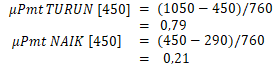 μPmt TURUN [450] = (1050 − 450)/760
= 0,79
μPmt NAIK [450] = (450 − 290)/760
= 0,21